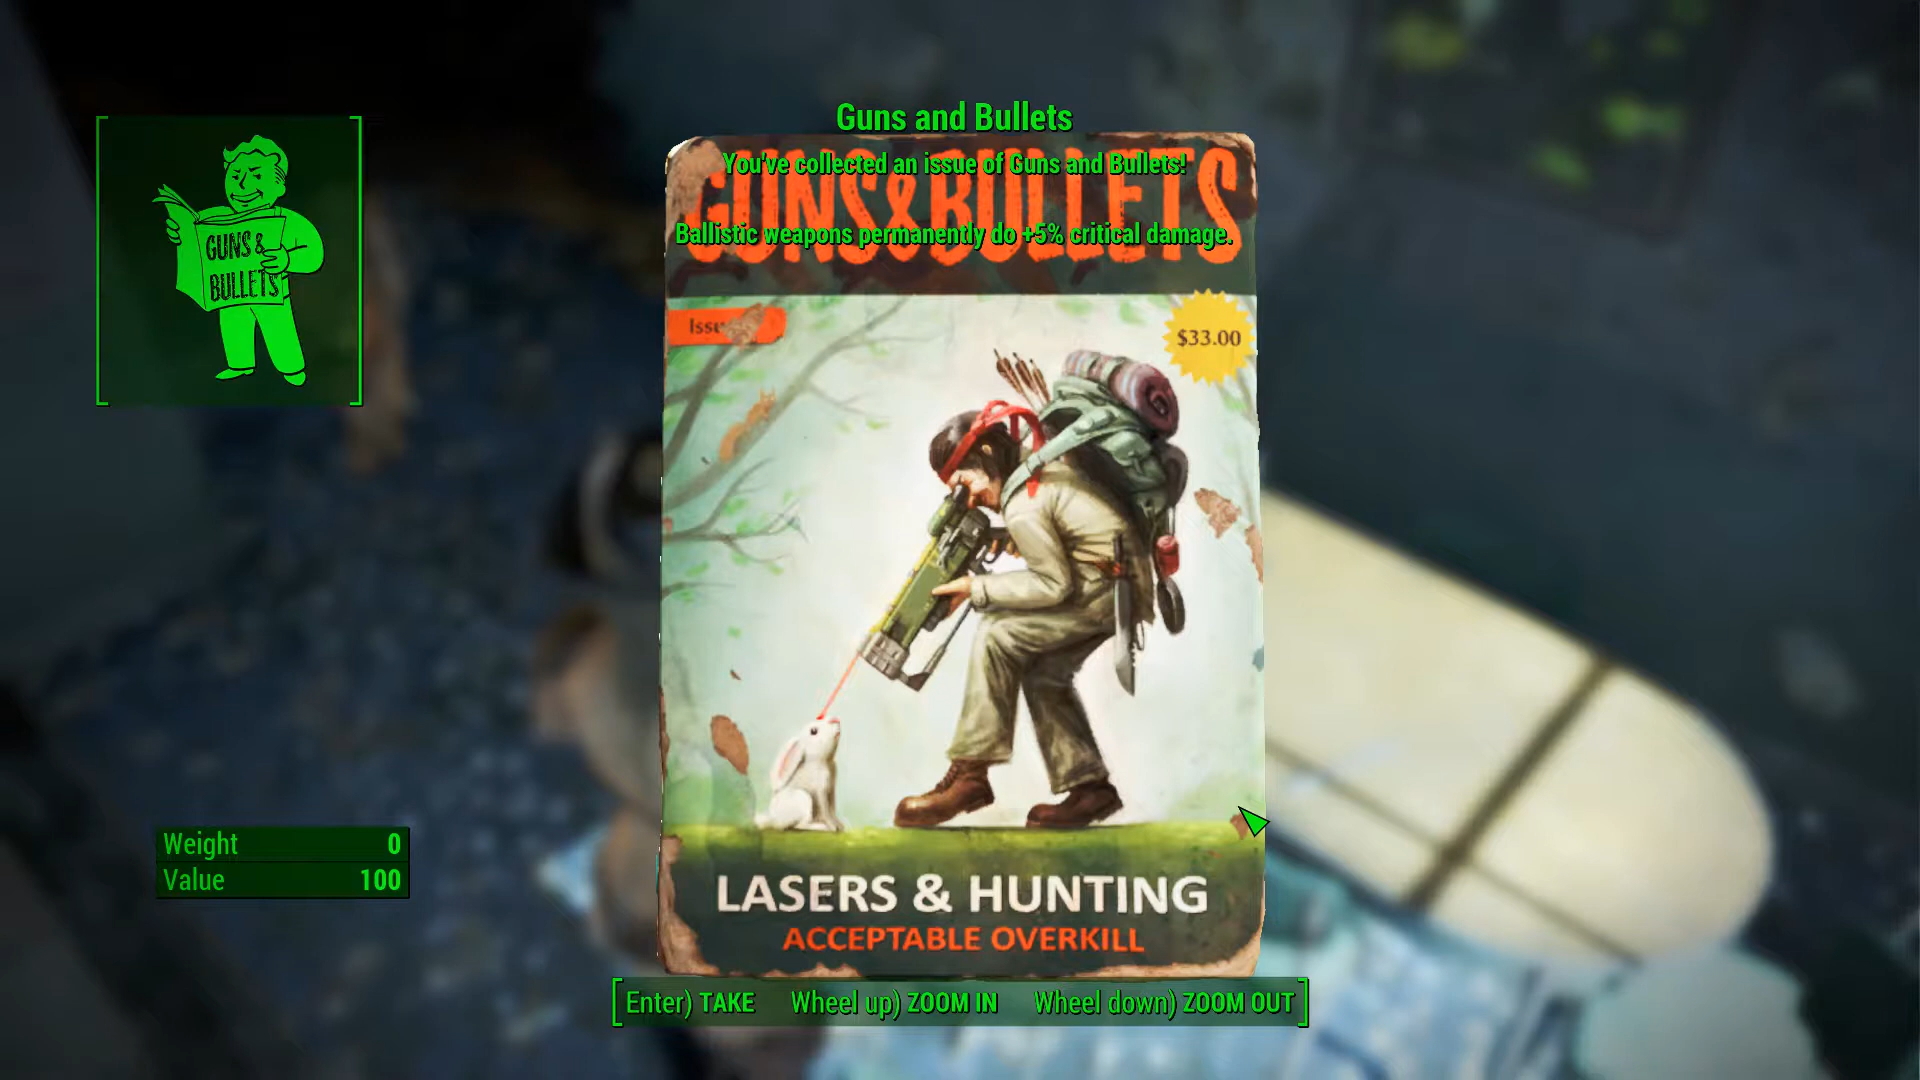 Guns and Bullets
You've collected an issue of Guns and Bullets!
GUNS & BULLETS
Ballistic weapons permanently do +5% critical damage.
GUNS &
BULLETS
$33.00
Weight 0
Value 100
LASERS & HUNTING
ACCEPTABLE OVERKILL
Enter) TAKE Wheel up) ZOOM IN Wheel down) ZOOM OUT